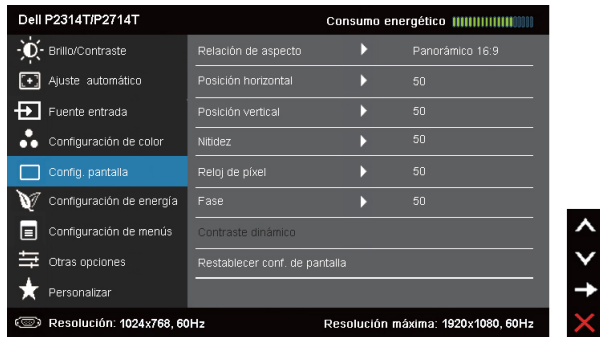 Dell P2314T/P2714T Consumo energético
Brillo/Contraste Relación de aspecto Panorámico 16:9
Ajuste automático Posición horizontal 50
Fuente entrada Posición vertical 50
Configuración de color Nitidez 50
Config. pantalla Reloj de píxel 50
Configuración de energía Fase 50
Configuración de menús Contraste dinámico
Otras opciones Restablecer conf. de pantalla
Personalizar
Resolución: 1024x768, 60Hz Resolución máxima: 1920x1080, 60Hz